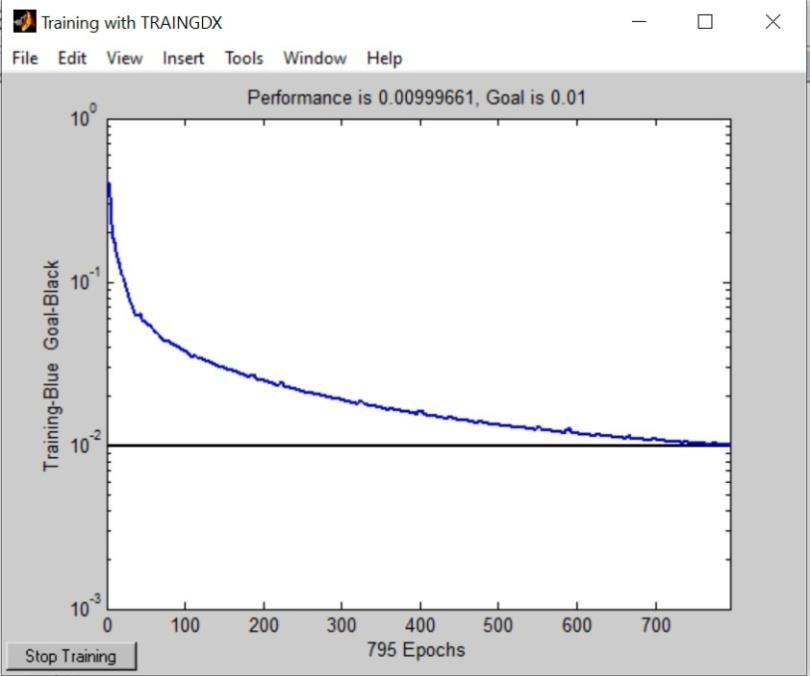 Training with TRAINGDX
File Edit View Insert Tools Window Help
Performance is 0.00999661, Goal is 0.01
10^0
10^-1
10^-2
10^-3
Training-Blue Goal-Black
0 100 200 300 400 500 600 700
795 Epochs
Stop Training